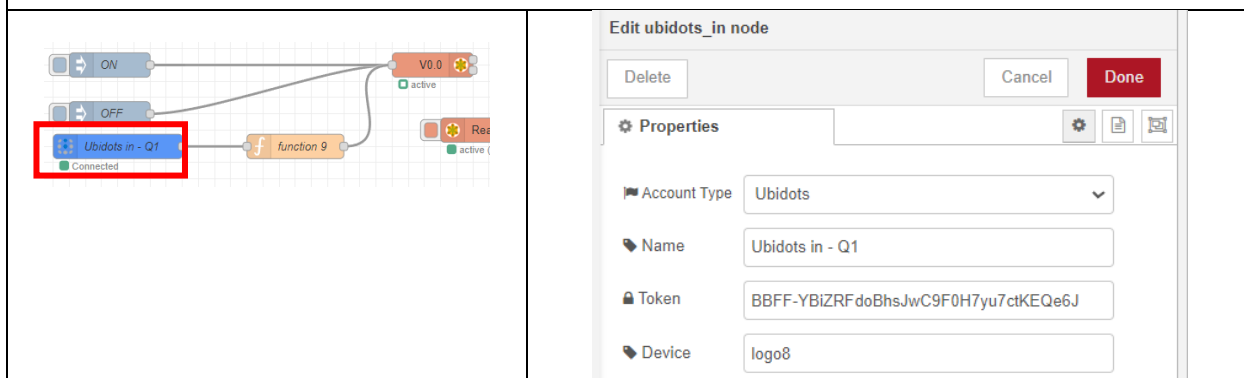 ON
V0.0
active
OFF
Rea
active (
Ubidots in - Q1
function 9
Connected
Edit ubidots_in node
Delete
Cancel
Done
Properties
Account Type
Ubidots
Name
Ubidots in - Q1
Token
BBFF-YBiZRFdoBhsJwC9F0H7yu7ctKEQe6J
Device
logo8